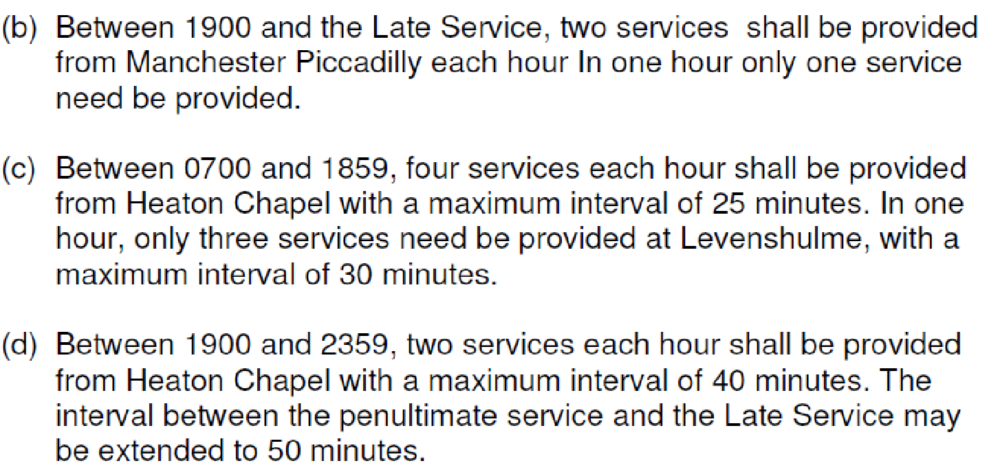 (b) Between 1900 and the Late Service, two services shall be provided
from Manchester Piccadilly each hour In one hour only one service
need be provided.
(c) Between 0700 and 1859, four services each hour shall be provided
from Heaton Chapel with a maximum interval of 25 minutes. In one
hour, only three services need be provided at Levenshulme, with a
maximum interval of 30 minutes.
(d) Between 1900 and 2359, two services each hour shall be provided
from Heaton Chapel with a maximum interval of 40 minutes. The
interval between the penultimate service and the Late Service may
be extended to 50 minutes.